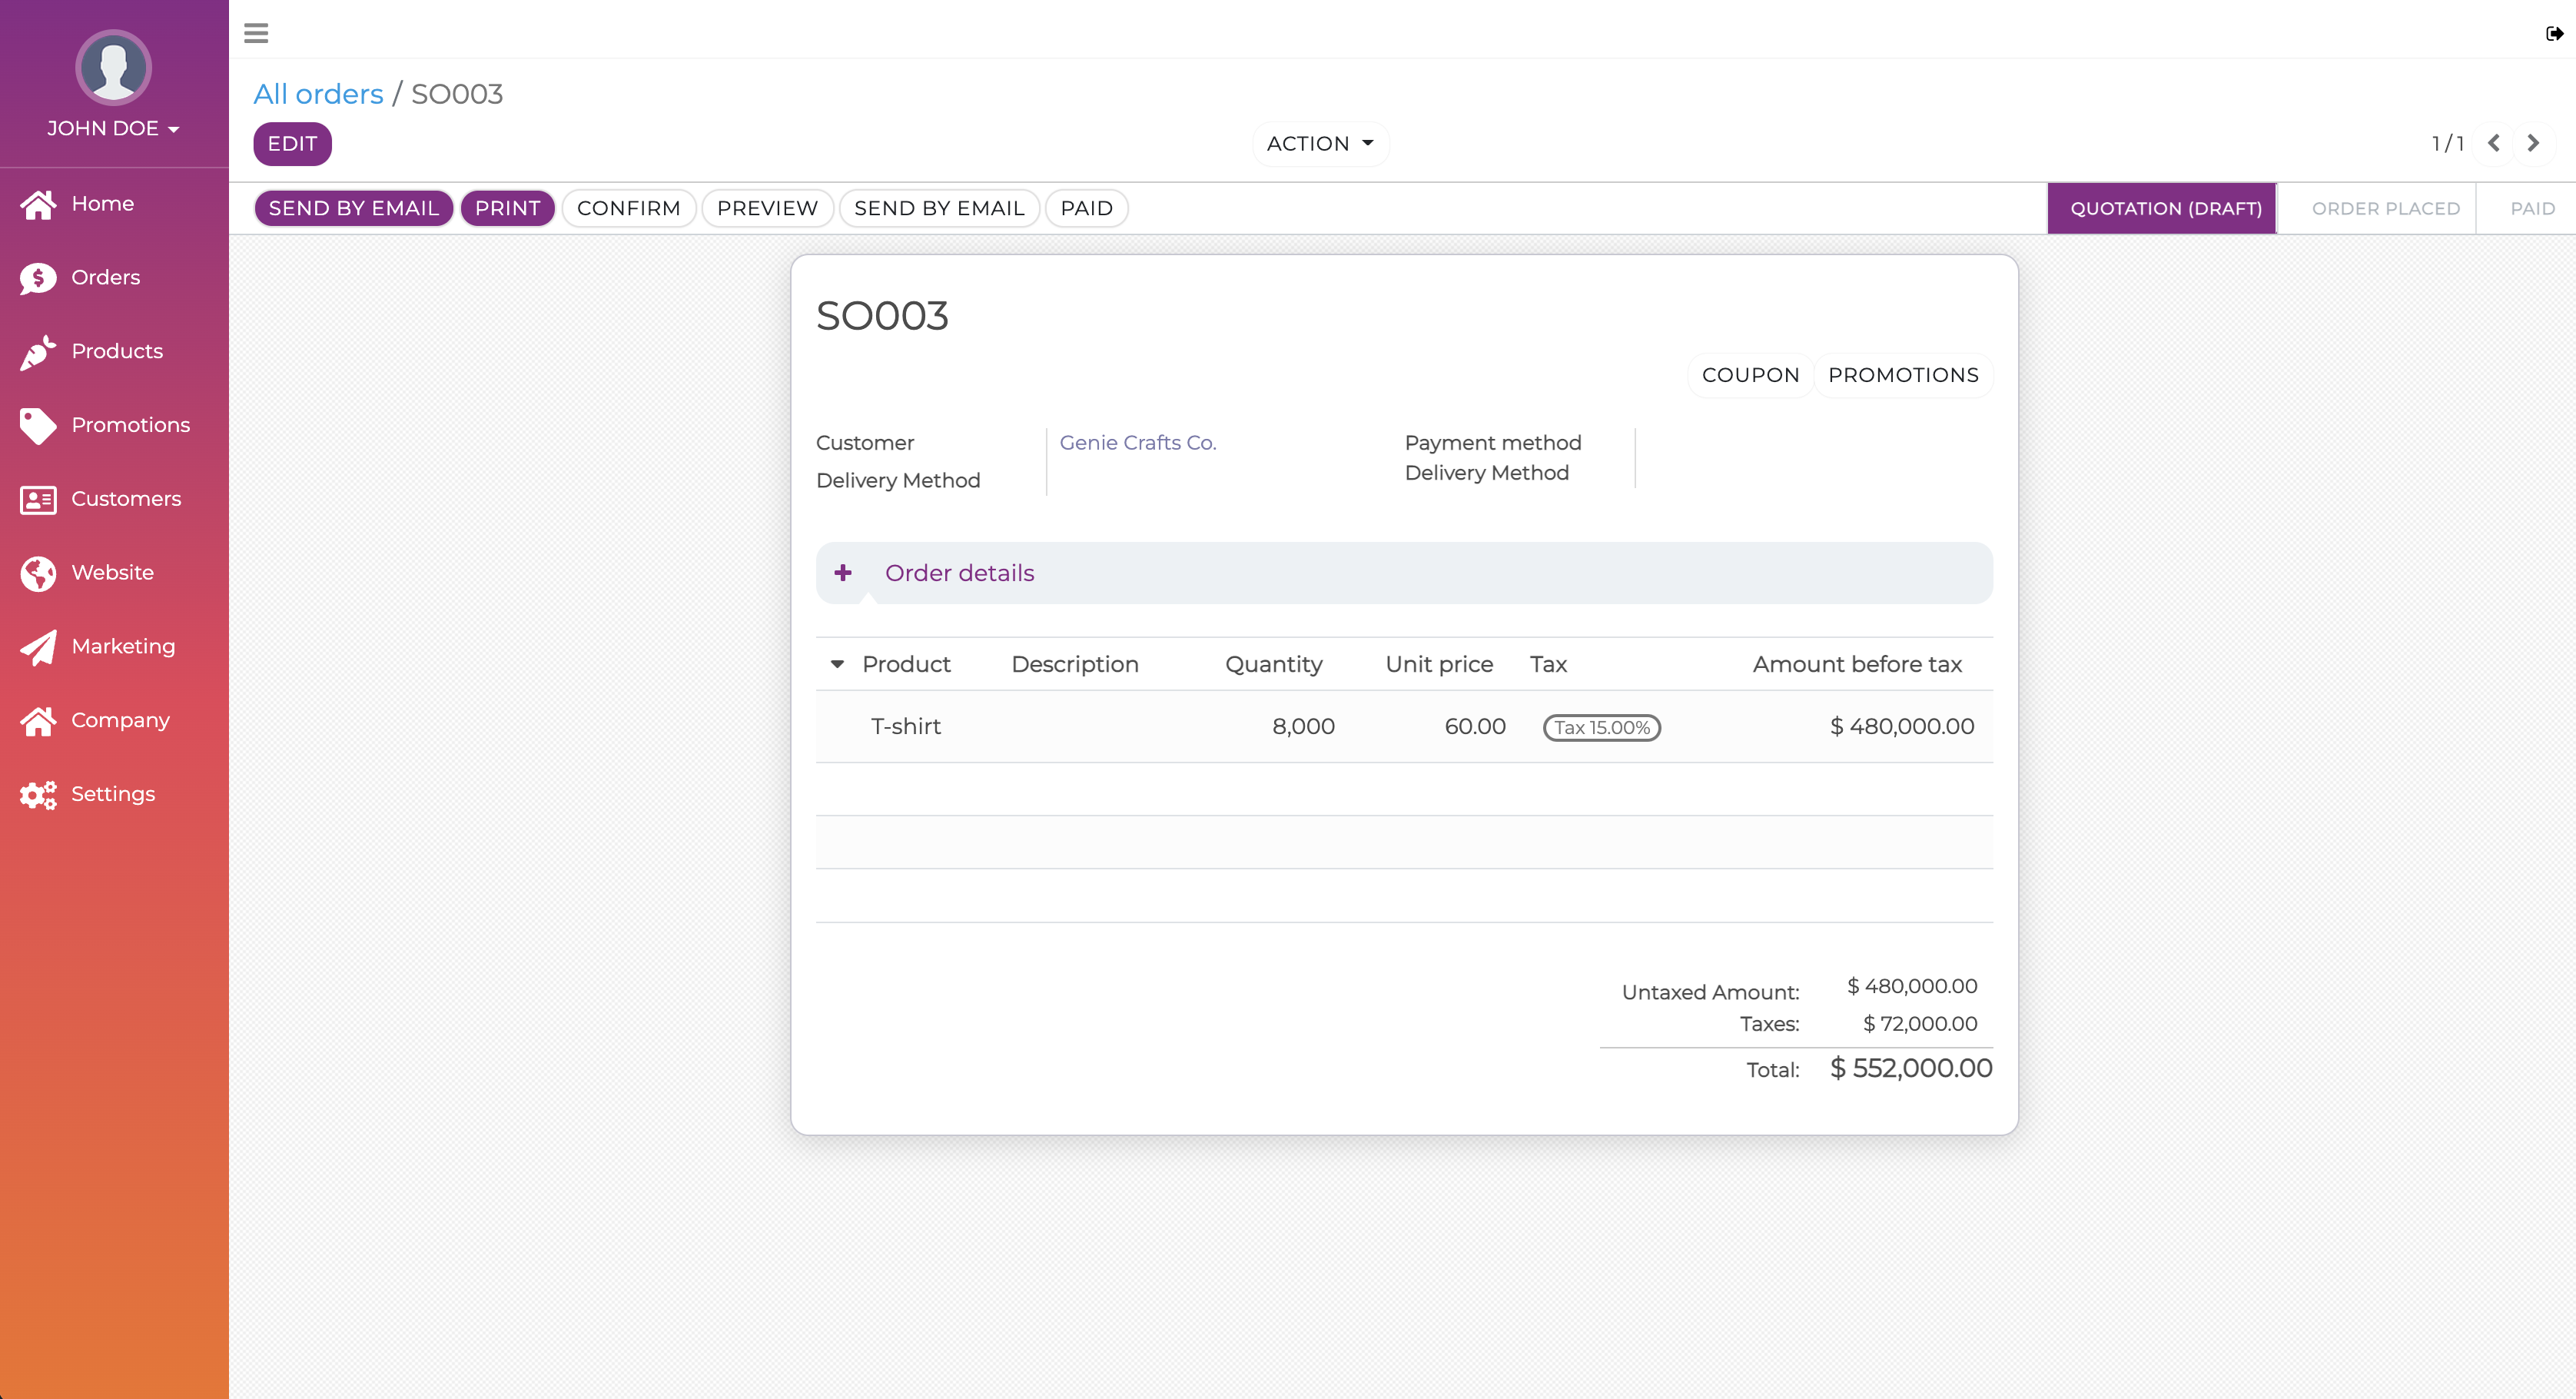 JOHN DOE
Home
Orders
Products
Promotions
Customers
Website
Marketing
Company
Settings
All orders / SO003
EDIT
ACTION
1 / 1
SEND BY EMAIL PRINT CONFIRM PREVIEW SEND BY EMAIL PAID
QUOTATION (DRAFT) ORDER PLACED PAID
SO003
COUPON PROMOTIONS
Customer Genie Crafts Co.
Delivery Method
Payment method
Delivery Method
Order details
Product Description Quantity Unit price Tax Amount before tax
T-shirt 8,000 60.00 Tax 15.00% $ 480,000.00
Untaxed Amount: $ 480,000.00
Taxes: $ 72,000.00
Total: $ 552,000.00